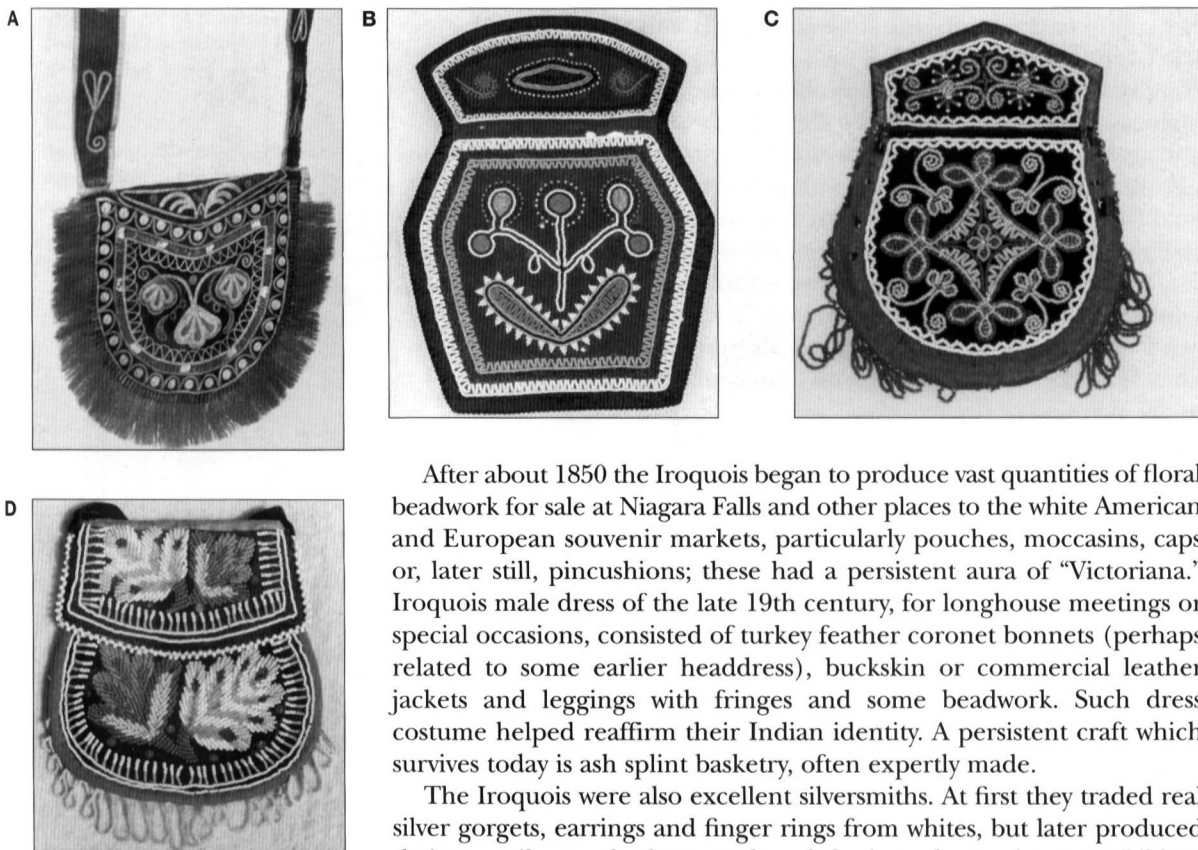 A
B
C
D
After about 1850 the Iroquois began to produce vast quantities of floral
beadwork for sale at Niagara Falls and other places to the white American
and European souvenir markets, particularly pouches, moccasins, caps
or, later still, pincushions; these had a persistent aura of “Victoriana.”
Iroquois male dress of the late 19th century, for longhouse meetings or
special occasions, consisted of turkey feather coronet bonnets (perhaps
related to some earlier headdress), buckskin or commercial leather
jackets and leggings with fringes and some beadwork. Such dress
costume helped reaffirm their Indian identity. A persistent craft which
survives today is ash splint basketry, often expertly made.
The Iroquois were also excellent silversmiths. At first they traded real
silver gorgets, earrings and finger rings from whites, but later produced